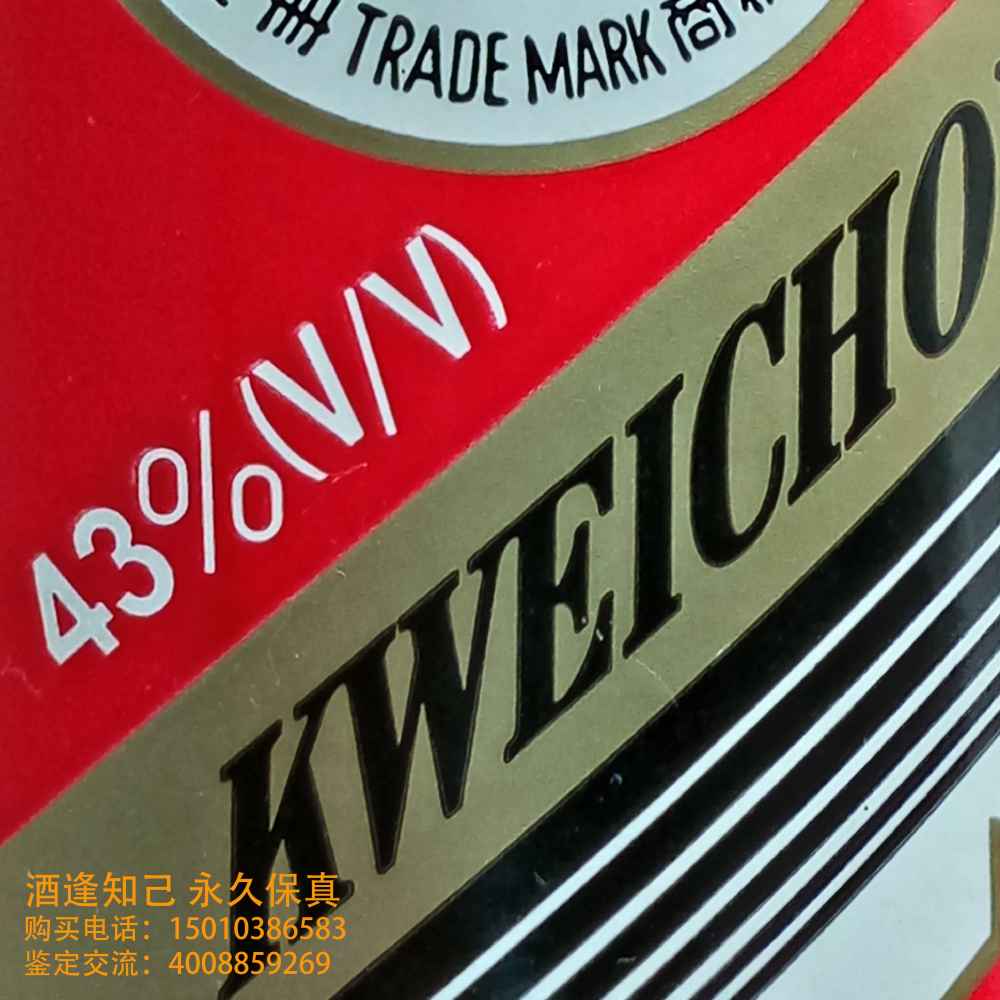 TRADE MARK 商
43%(V/V)
KWEICHO
酒逢知己 永久保真
购买电话：15010386583
鉴定交流：4008859269